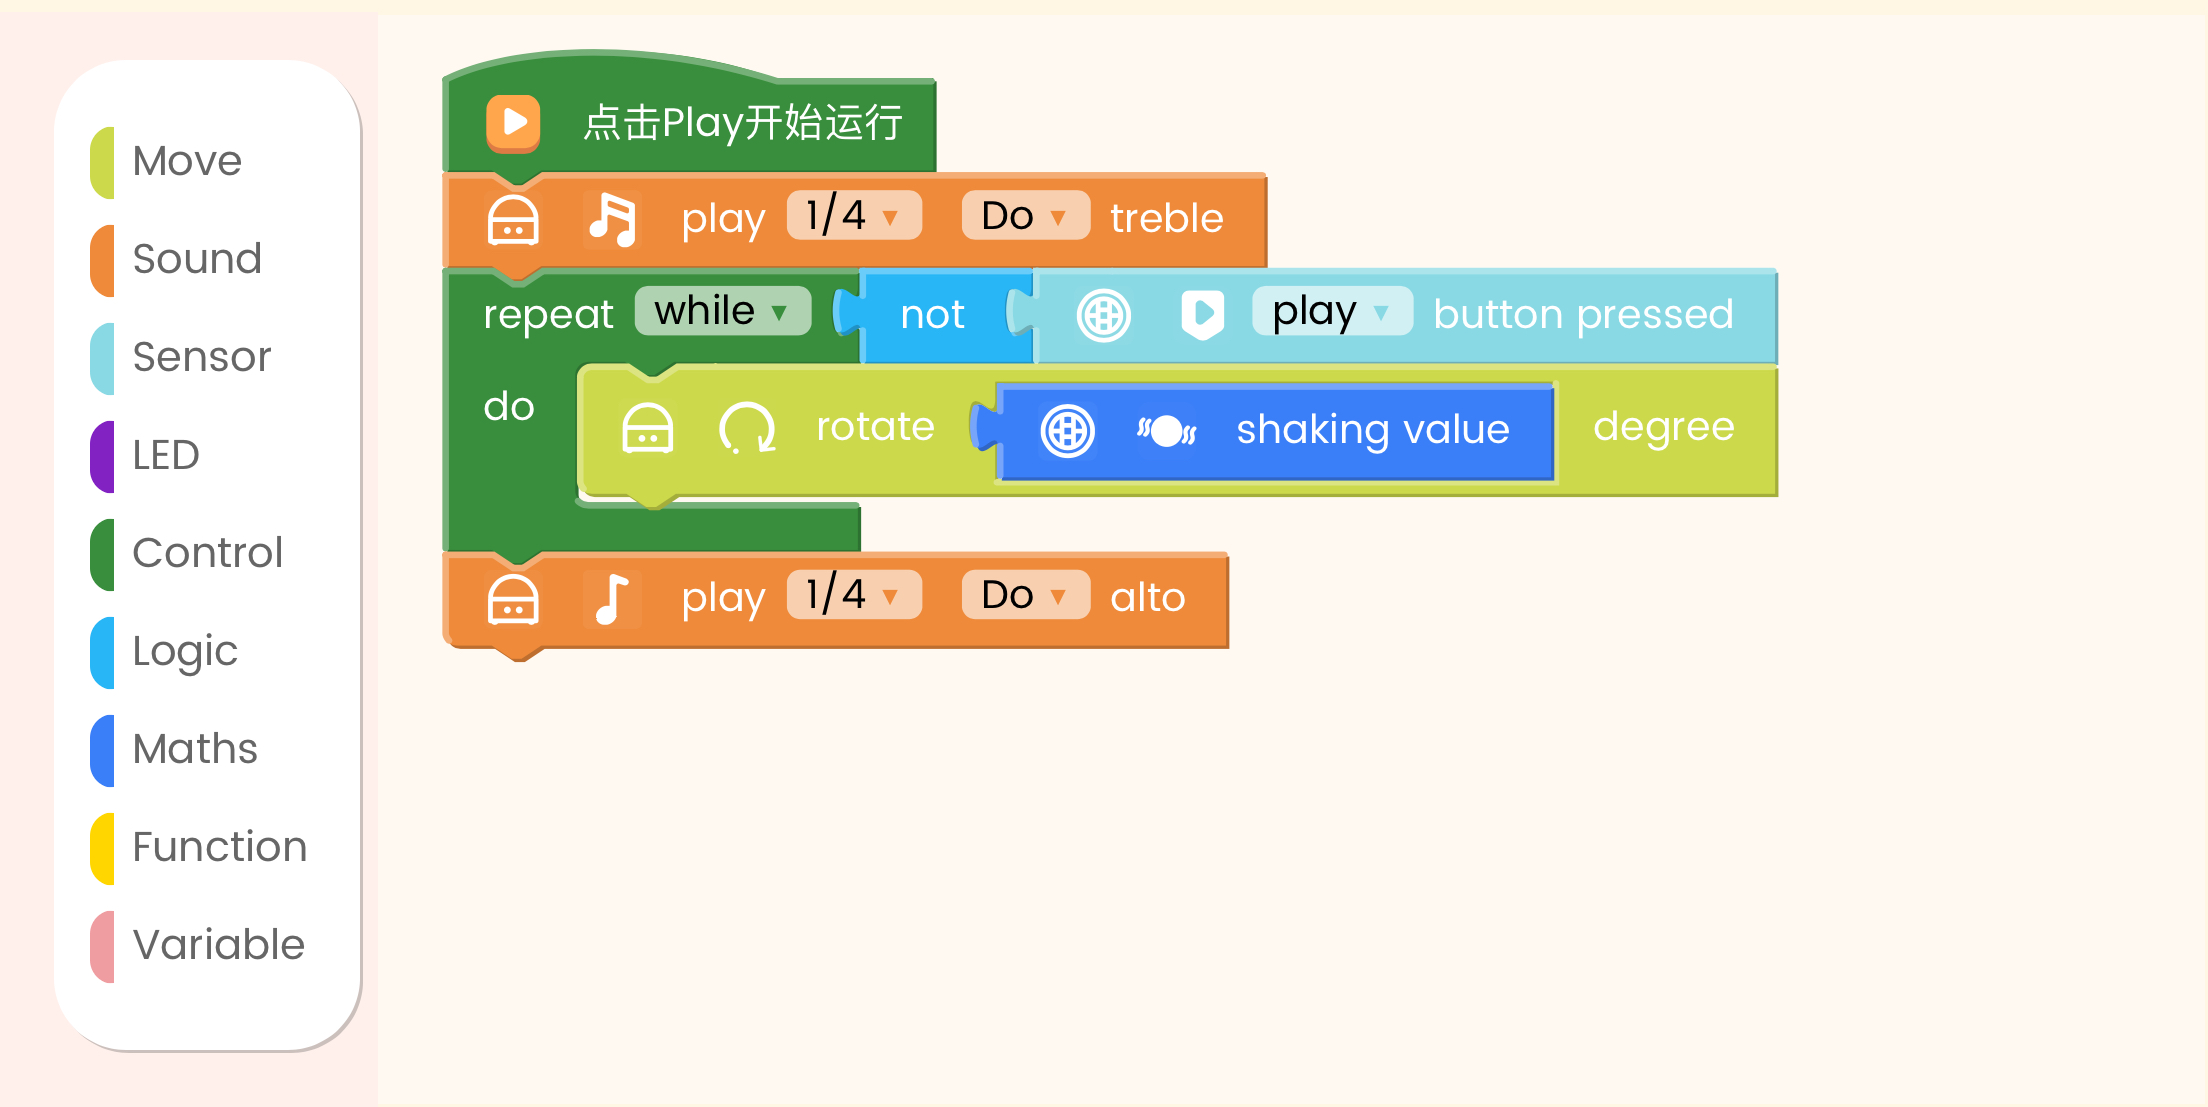 Move
Sound
Sensor
LED
Control
Logic
Maths
Function
Variable
点击Play开始运行
play 1/4 Do treble
repeat while not play button pressed
do rotate shaking value degree
play 1/4 Do alto